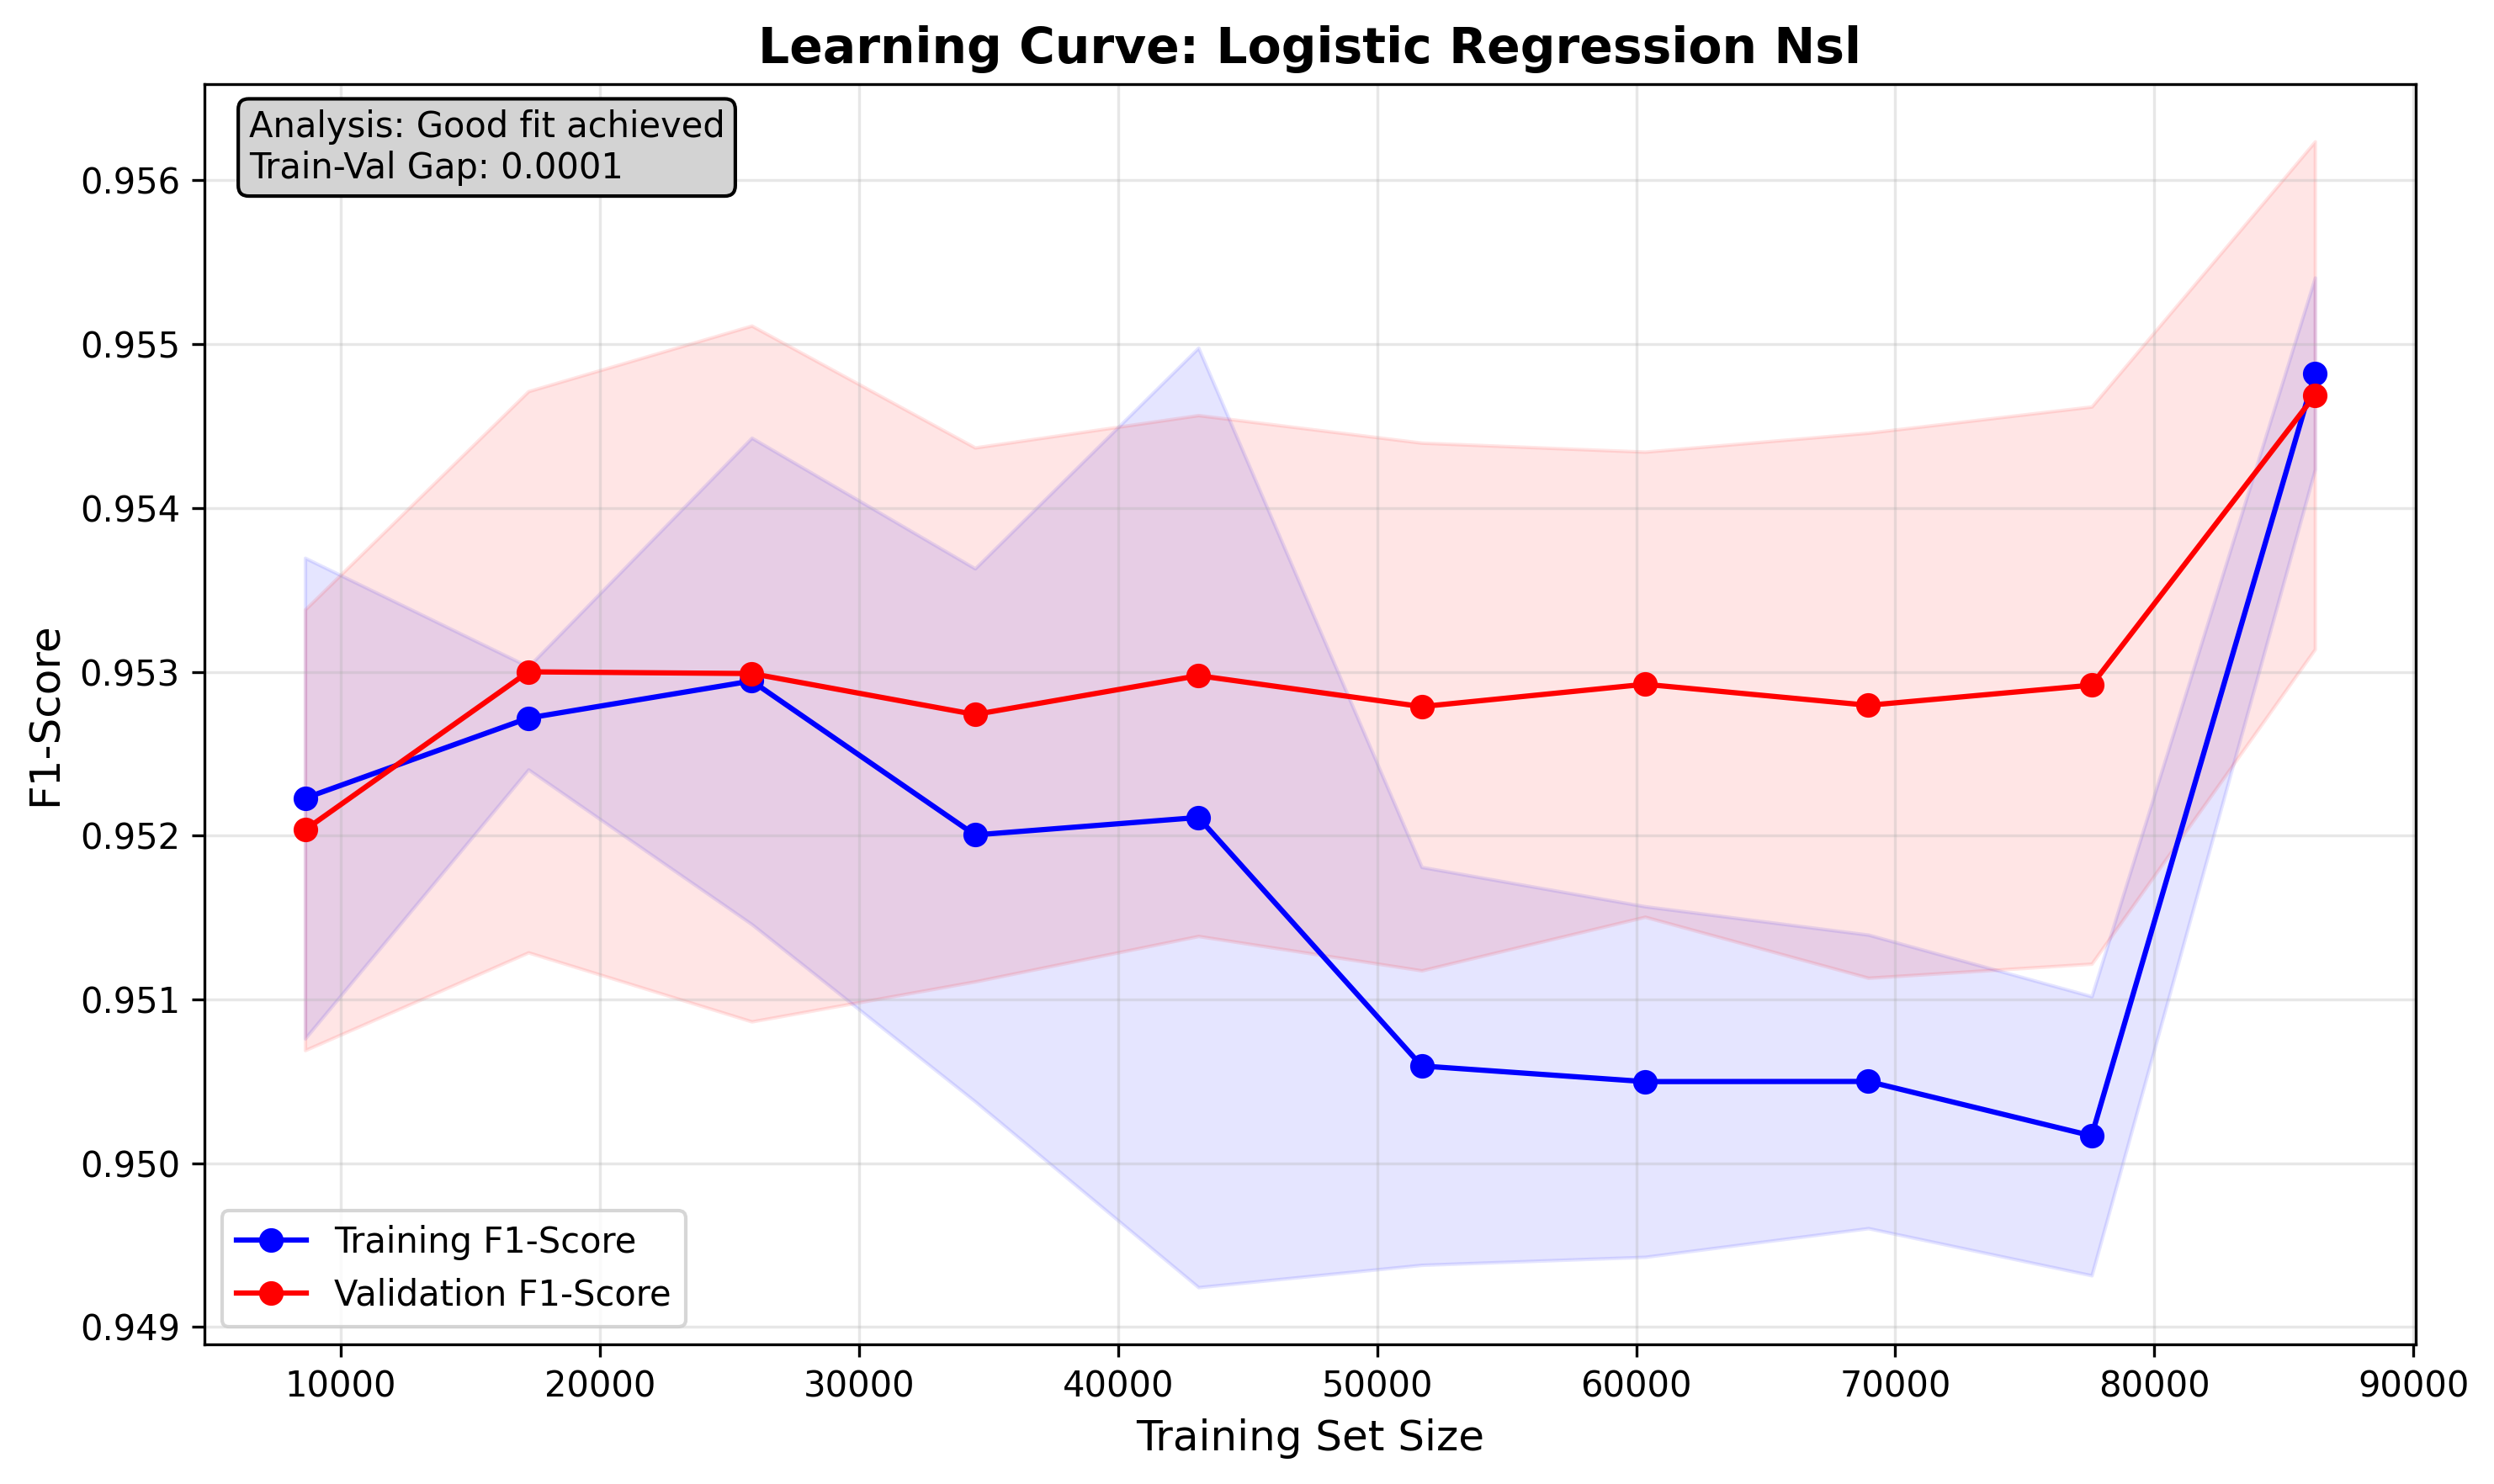 Learning Curve: Logistic Regression Nsl
Analysis: Good fit achieved
Train-Val Gap: 0.0001
F1-Score
0.956
0.955
0.954
0.953
0.952
0.951
0.950
0.949
Training F1-Score
Validation F1-Score
10000 20000 30000 40000 50000 60000 70000 80000 90000
Training Set Size